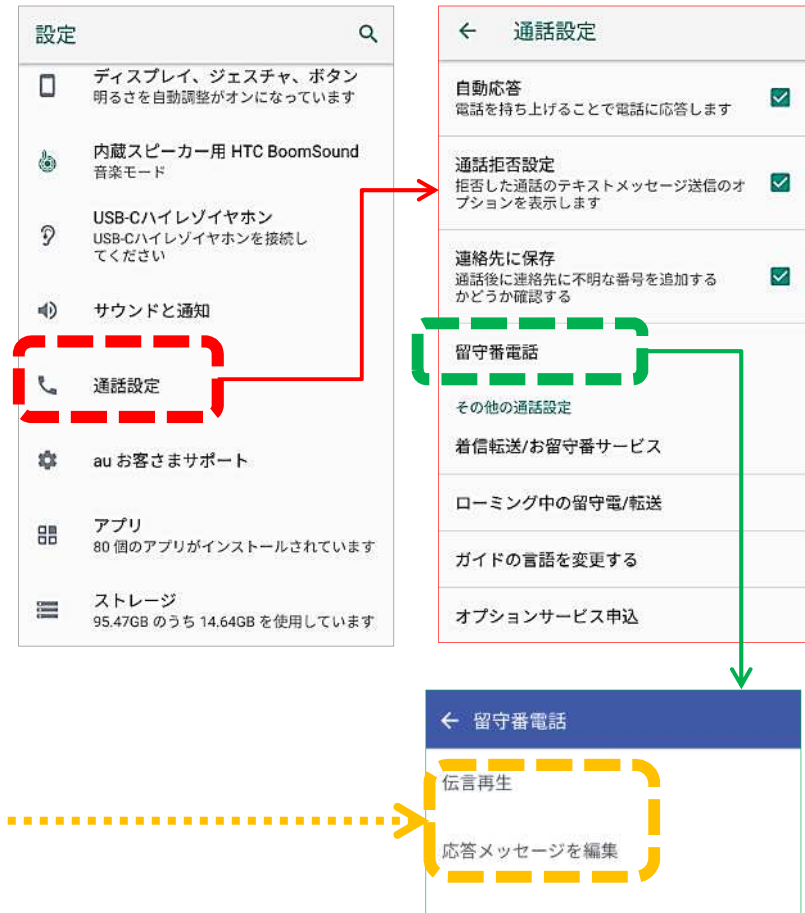 設定
ディスプレイ、ジェスチャ、ボタン
明るさを自動調整がオンになっています
内蔵スピーカー用 HTC BoomSound
音楽モード
USB-Cハイレゾイヤホン
USB-Cハイレゾイヤホンを接続し
てください
サウンドと通知
通話設定
au お客さまサポート
アプリ
80 個のアプリがインストールされています
ストレージ
95.47GB のうち 14.64GB を使用しています
通話設定
自動応答
電話を持ち上げることで電話に応答します
通話拒否設定
拒否した通話のテキストメッセージ送信のオ
プションを表示します
連絡先に保存
通話後に連絡先に不明な番号を追加する
かどうか確認する
留守番電話
その他の通話設定
着信転送/お留守番サービス
ローミング中の留守電/転送
ガイドの言語を変更する
オプションサービス申込
留守番電話
伝言再生
応答メッセージを編集